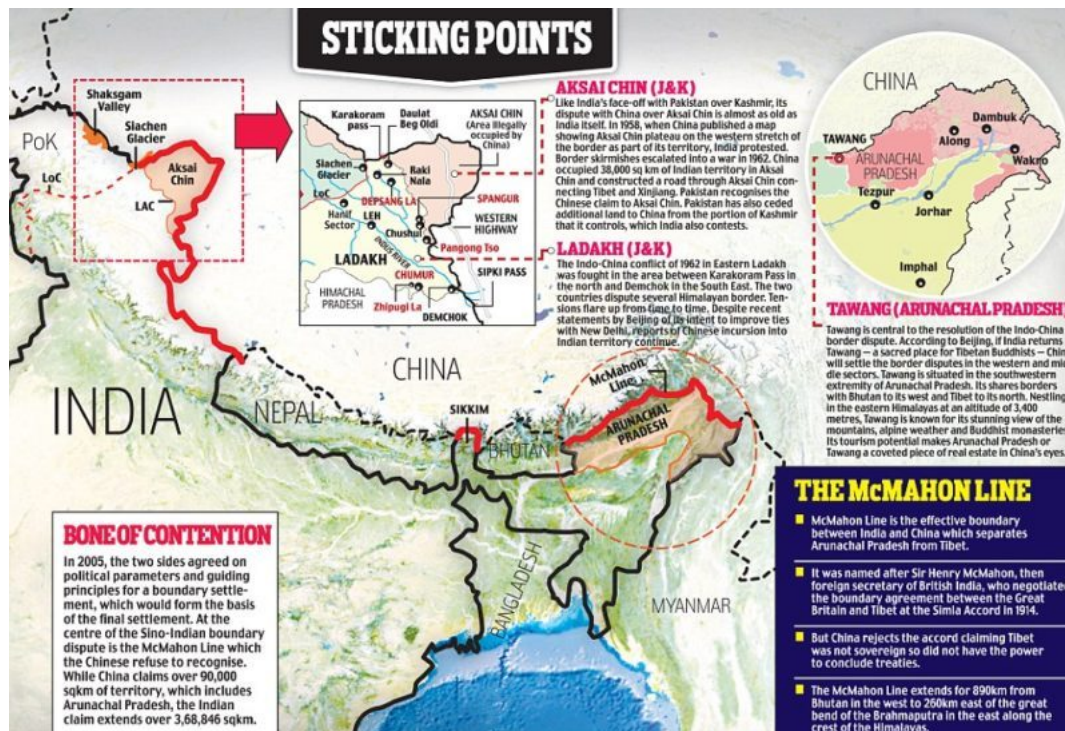 STICKING POINTS
Shaksgam
Valley
Siachen
Glacier
PoK
LoC
Aksai
Chin
LAC
Karakoram
pass
Daulat
Beg Oldi
AKSAI CHIN
(Area illegally
occupied by
China)
Siachen
Glacier
Raki
Nala
LoC
DEPSANG LA
SPANGUR
Hanif
Sector
LEH
Chushul
WESTERN
HIGHWAY
INDUS RIVER
Pangong Tso
LADAKH
CHUMUR
SIPKI PASS
HIMACHAL
PRADESH
Zhipugi La
DEMCHOK
AKSAI CHIN (J&K)
Like India's face-off with Pakistan over Kashmir, its
dispute with China over Aksai Chin is almost as old as
India itself. In 1958, when China published a map
showing Aksai Chin plateau on the western stretch of
the border as part of its territory, India protested.
Border skirmishes escalated into a war in 1962. China
occupied 38,000 sq km of Indian territory in Aksai
Chin and constructed a road through Aksai Chin con-
necting Tibet and Xinjiang. Pakistan recognises the
Chinese claim to Aksai Chin. Pakistan has also ceded
additional land to China from the portion of Kashmir
that it controls, which India also contests.
LADAKH (J&K)
The Indo-China conflict of 1962 in Eastern Ladakh
was fought in the area between Karakoram Pass in
the north and Demchok in the South East. The two
countries dispute several Himalayan border. Ten-
sions flare up from time to time. Despite recent
statements by Beijing of its intent to improve ties
with New Delhi, reports of Chinese incursion into
Indian territory continue.
CHINA
Dambuk
TAWANG
Along
ARUNACHAL
PRADESH
Wakro
Tezpur
Jorhar
Imphal
TAWANG (ARUNACHAL PRADESH)
Tawang is central to the resolution of the Indo-China
border dispute. According to Beijing, if India returns
Tawang — a sacred place for Tibetan Buddhists — Chin
will settle the border disputes in the western and mid
dle sectors. Tawang is situated in the southwestern
extremity of Arunachal Pradesh. Its shares borders
with Bhutan to its west and Tibet to its north. Nestling
in the eastern Himalayas at an altitude of 3,400
metres, Tawang is known for its stunning view of the
mountains, alpine weather and Buddhist monasteries
Its tourism potential makes Arunachal Pradesh or
Tawang a coveted piece of real estate in China's eyes.
CHINA
INDIA
NEPAL
SIKKIM
BHUTAN
McMahon
Line
ARUNACHAL
PRADESH
BANGLADESH
MYANMAR
BONE OF CONTENTION
In 2005, the two sides agreed on
political parameters and guiding
principles for a boundary settle-
ment, which would form the basis
of the final settlement. At the
centre of the Sino-Indian boundary
dispute is the McMahon Line which
the Chinese refuse to recognise.
While China claims over 90,000
sqkm of territory, which includes
Arunachal Pradesh, the Indian
claim extends over 3,68,846 sqkm.
THE McMAHON LINE
McMahon Line is the effective boundary
between India and China which separates
Arunachal Pradesh from Tibet.
It was named after Sir Henry McMahon, then
foreign secretary of British India, who negotiated
the boundary agreement between the Great
Britain and Tibet at the Simla Accord in 1914.
But China rejects the accord claiming Tibet
was not sovereign so did not have the power
to conclude treaties.
The McMahon Line extends for 890km from
Bhutan in the west to 260km east of the great
bend of the Brahmaputra in the east along the
crest of the Himalayas.